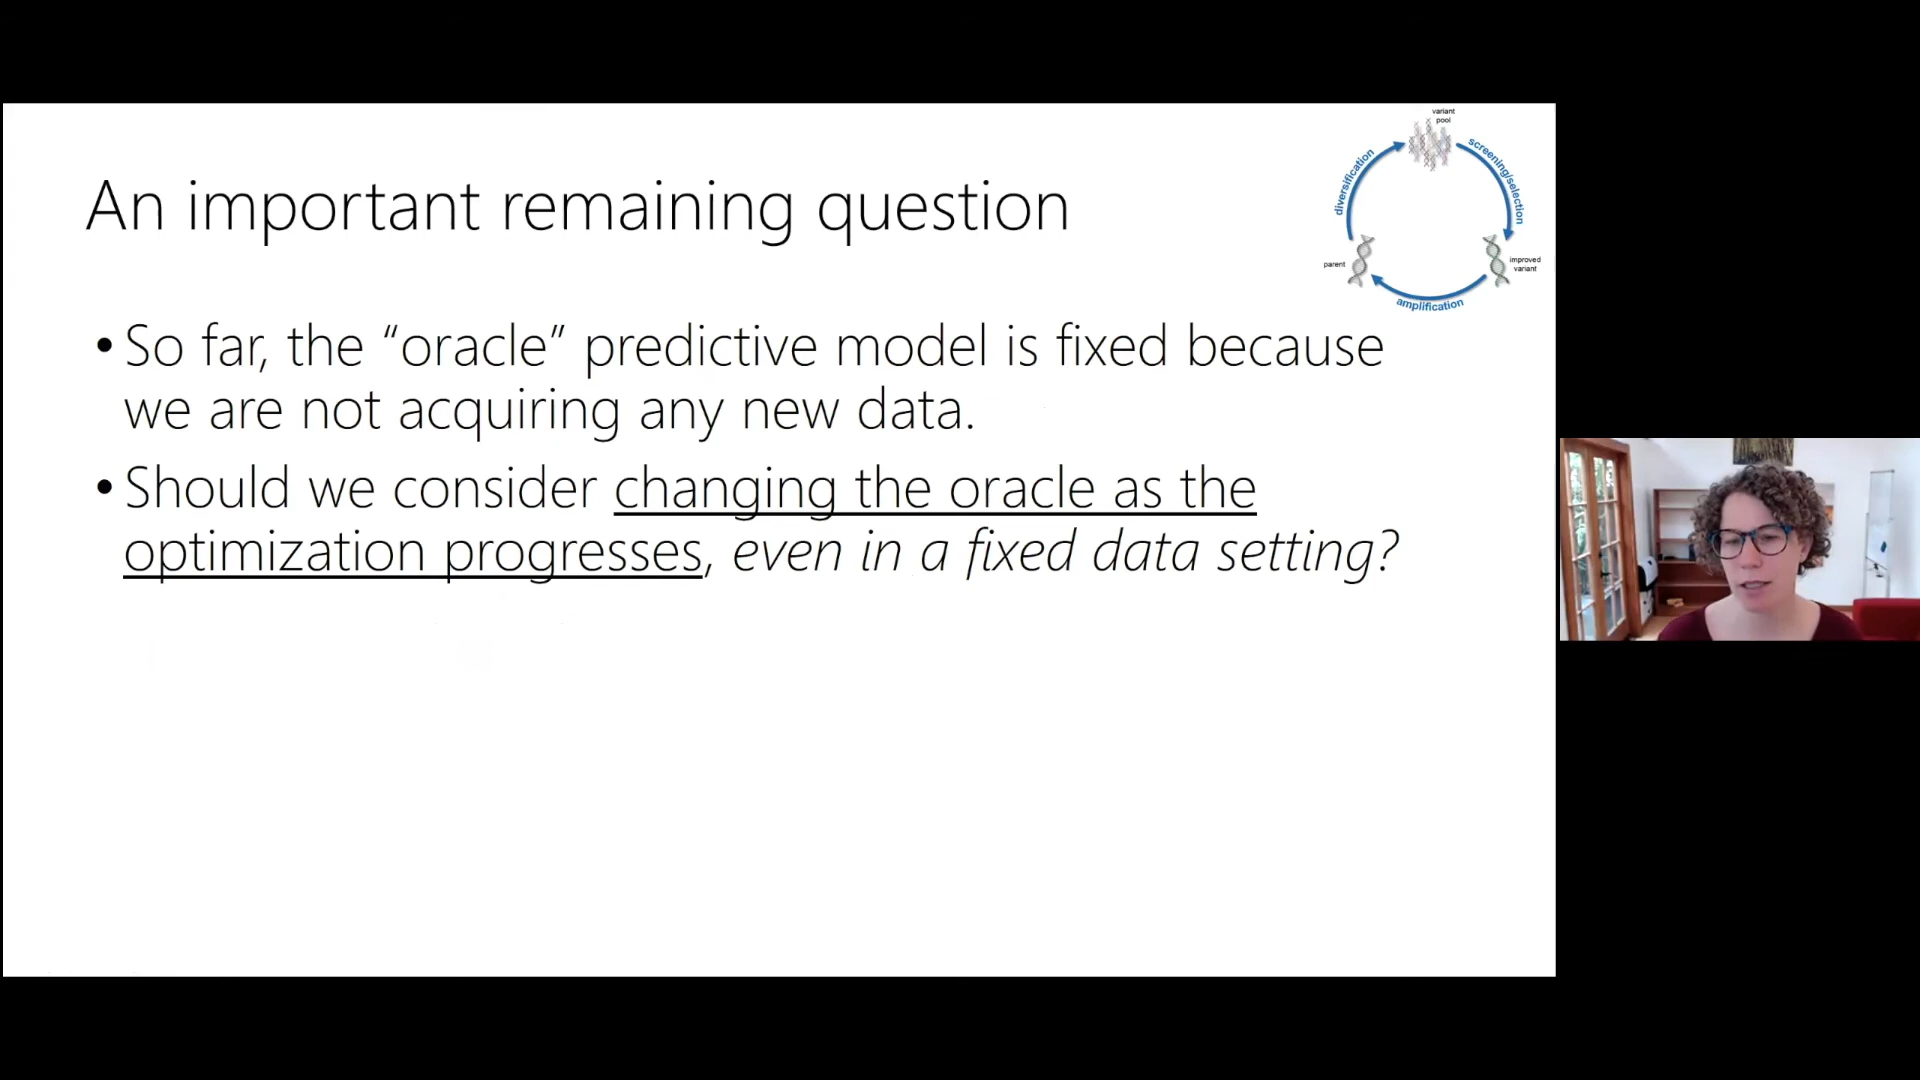 An important remaining question
variant
pool
diversification
screening/selection
parent
improved
variant
amplification
• So far, the “oracle” predictive model is fixed because
we are not acquiring any new data.
• Should we consider changing the oracle as the
optimization progresses, even in a fixed data setting?